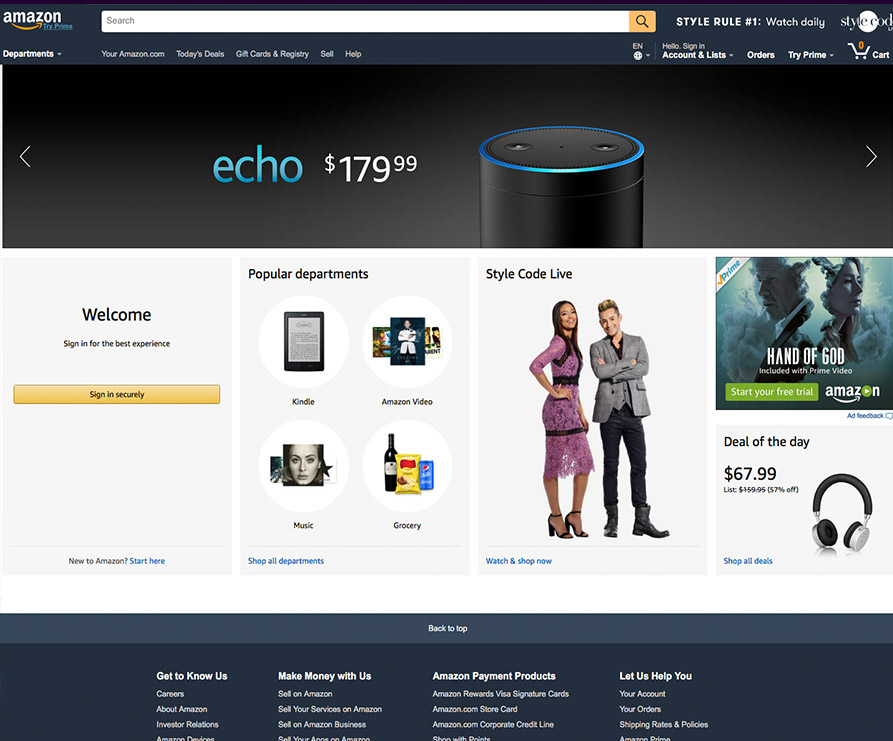 amazon
Try Prime
Search
STYLE RULE #1: Watch daily
style code
Departments
Your Amazon.com
Today's Deals
Gift Cards & Registry
Sell
Help
EN
Hello. Sign in
Account & Lists
Orders
Try Prime
0
Cart
echo $179 99
Welcome
Sign in for the best experience
Sign in securely
New to Amazon? Start here
Popular departments
Kindle
Amazon Video
Music
Grocery
Shop all departments
Style Code Live
Watch & shop now
Prime
HAND OF GOD
Included with Prime Video
Start your free trial
amazon
Ad feedback
Deal of the day
$67.99
List: $159.95 (57% off)
Shop all deals
Back to top
Get to Know Us
Careers
About Amazon
Investor Relations
Amazon Devices
Make Money with Us
Sell on Amazon
Sell Your Services on Amazon
Sell on Amazon Business
Sell Your Apps on Amazon
Amazon Payment Products
Amazon Rewards Visa Signature Cards
Amazon.com Store Card
Amazon.com Corporate Credit Line
Shop with Points
Let Us Help You
Your Account
Your Orders
Shipping Rates & Policies
Amazon Prime